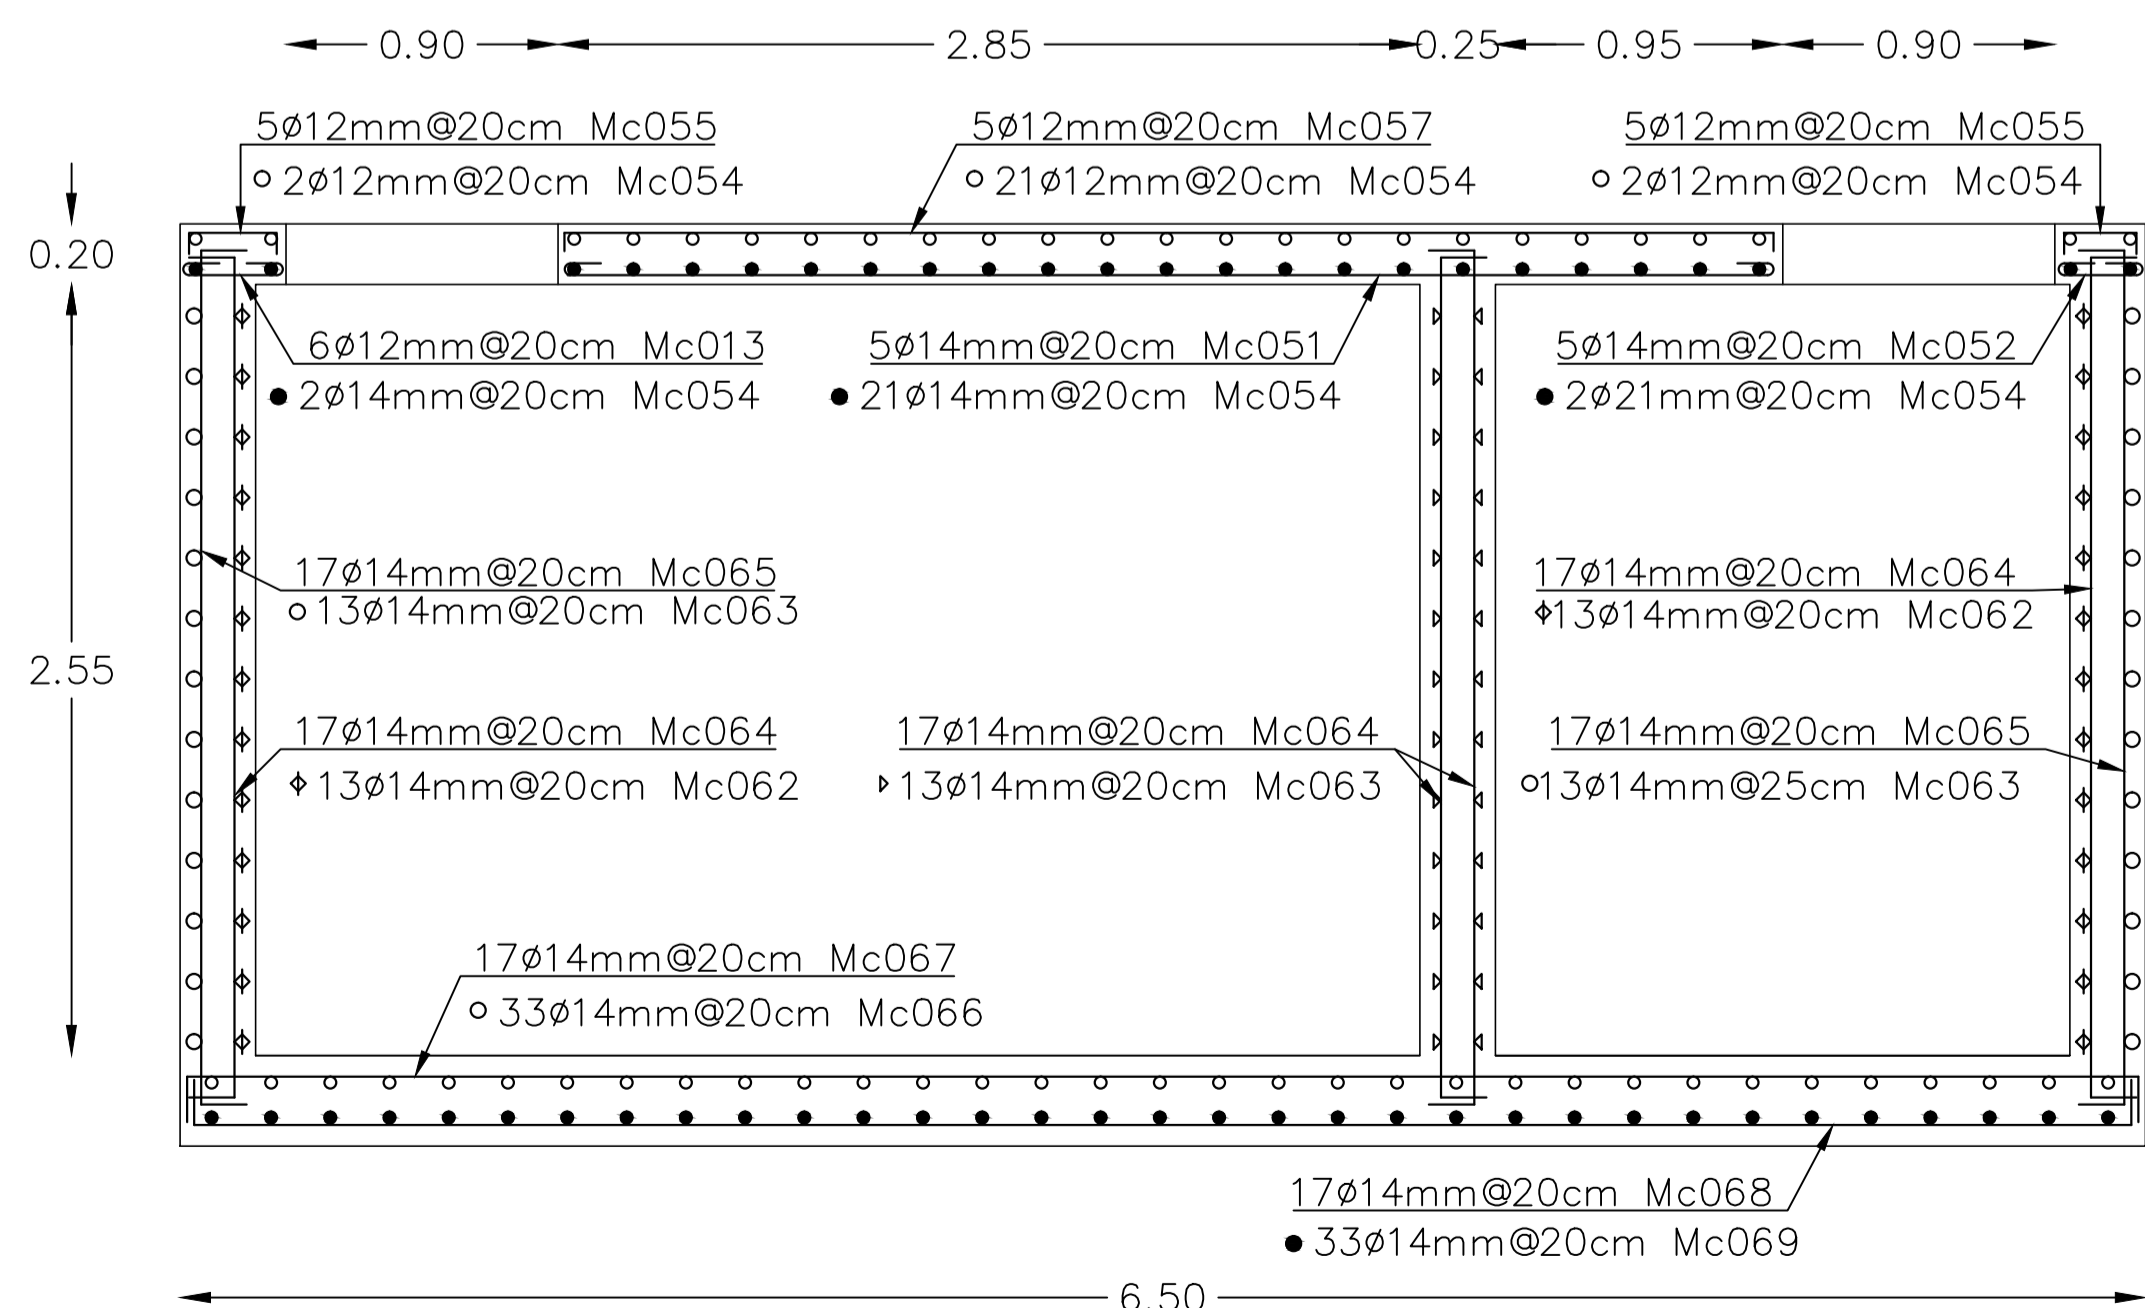 0.90 2.85 0.25 0.95 0.90
5ø12mm@20cm Mc055
2ø12mm@20cm Mc054
5ø12mm@20cm Mc057
21ø12mm@20cm Mc054
5ø12mm@20cm Mc055
2ø12mm@20cm Mc054
0.20
6ø12mm@20cm Mc013
2ø14mm@20cm Mc054
5ø14mm@20cm Mc051
21ø14mm@20cm Mc054
5ø14mm@20cm Mc052
2ø21mm@20cm Mc054
17ø14mm@20cm Mc065
13ø14mm@20cm Mc063
17ø14mm@20cm Mc064
13ø14mm@20cm Mc062
2.55
17ø14mm@20cm Mc064
13ø14mm@20cm Mc062
17ø14mm@20cm Mc064
13ø14mm@20cm Mc063
17ø14mm@20cm Mc065
13ø14mm@25cm Mc063
17ø14mm@20cm Mc067
33ø14mm@20cm Mc066
17ø14mm@20cm Mc068
33ø14mm@20cm Mc069
6.50